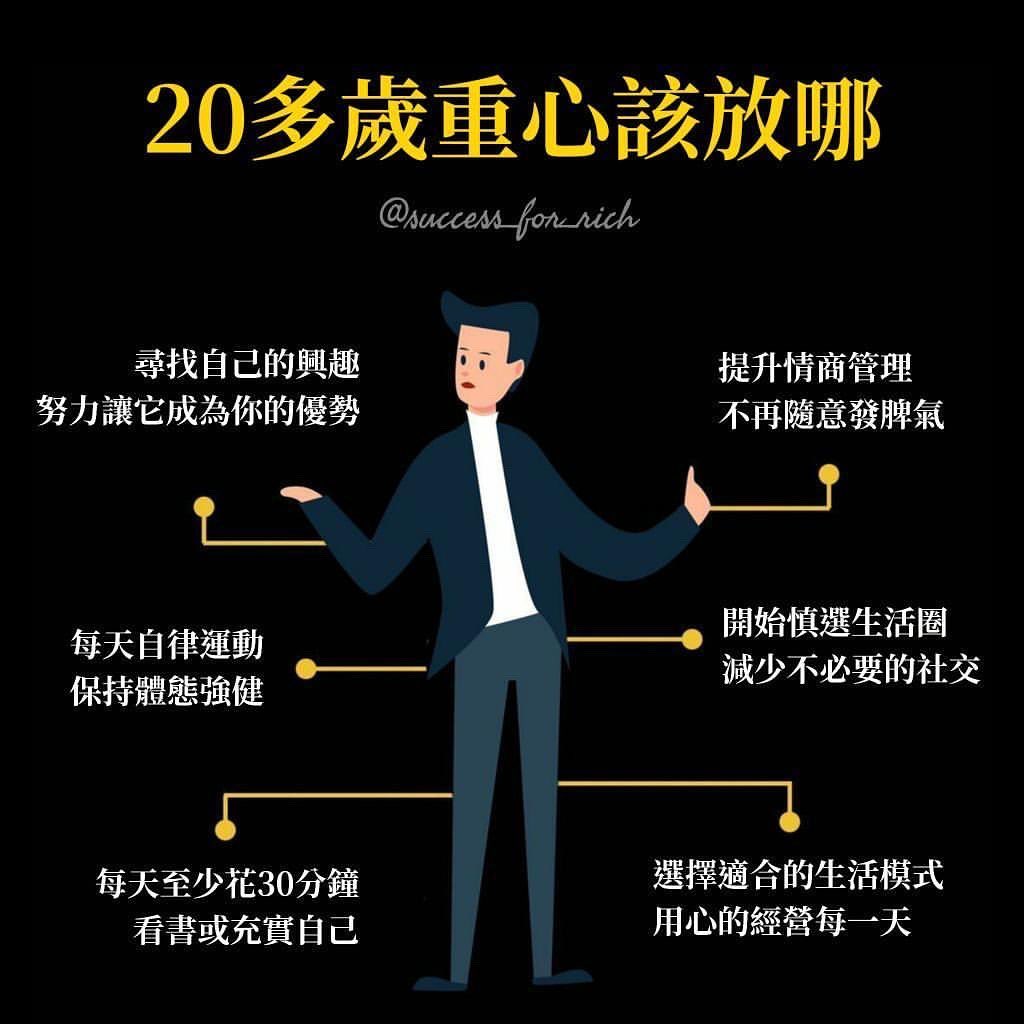 20多歲重心該放哪
@success_for_rich
尋找自己的興趣
努力讓它成為你的優勢
提升情商管理
不再隨意發脾氣
每天自律運動
保持體態強健
開始慎選生活圈
減少不必要的社交
每天至少花30分鐘
看書或充實自己
選擇適合的生活模式
用心的經營每一天